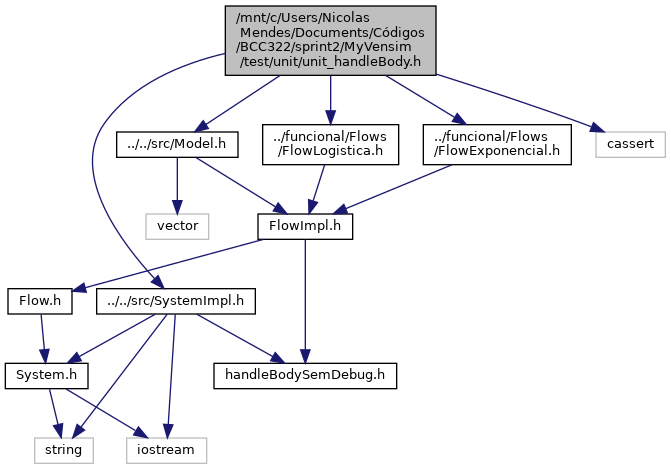 /mnt/c/Users/Nicolas
Mendes/Documents/Códigos
/BCC322/sprint2/MyVensim
/test/unit/unit_handleBody.h
../../src/Model.h
../funcional/Flows
/FlowLogistica.h
../funcional/Flows
/FlowExponencial.h
cassert
vector
FlowImpl.h
Flow.h
../../src/SystemImpl.h
System.h
handleBodySemDebug.h
string
iostream